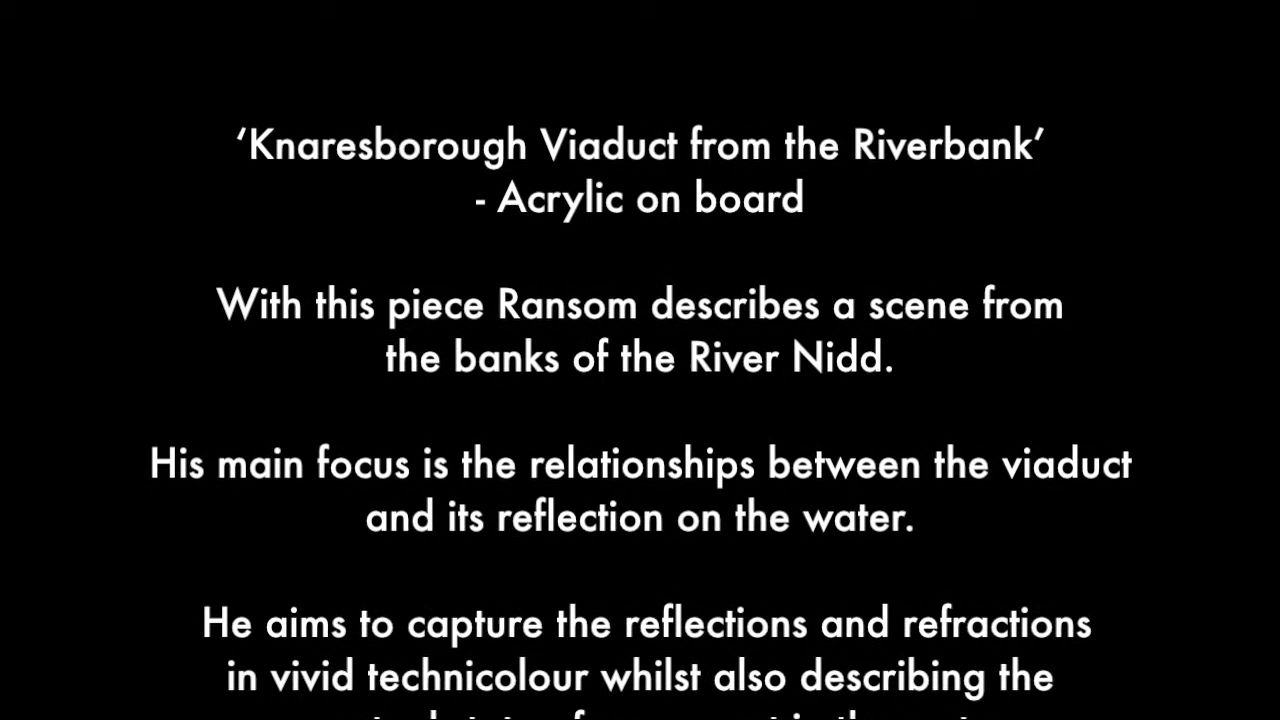 ‘Knaresborough Viaduct from the Riverbank’
- Acrylic on board
With this piece Ransom describes a scene from
the banks of the River Nidd.
His main focus is the relationships between the viaduct
and its reflection on the water.
He aims to capture the reflections and refractions
in vivid technicolour whilst also describing the